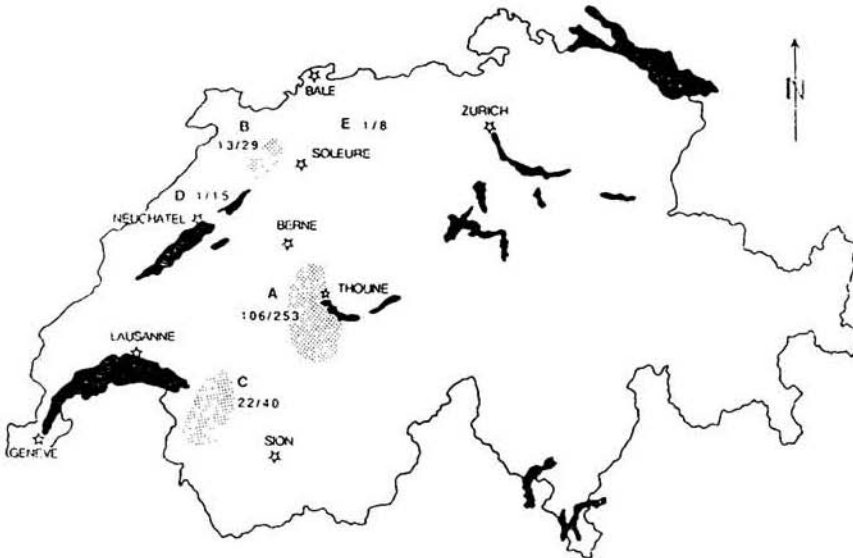 BALE
ZURICH
B
E 1/8
13/29
SOLEURE
D 1/15
NEUCHATEL
BERNE
A
THOUNE
106/253
LAUSANNE
C
22/40
SION
GENEVE
N